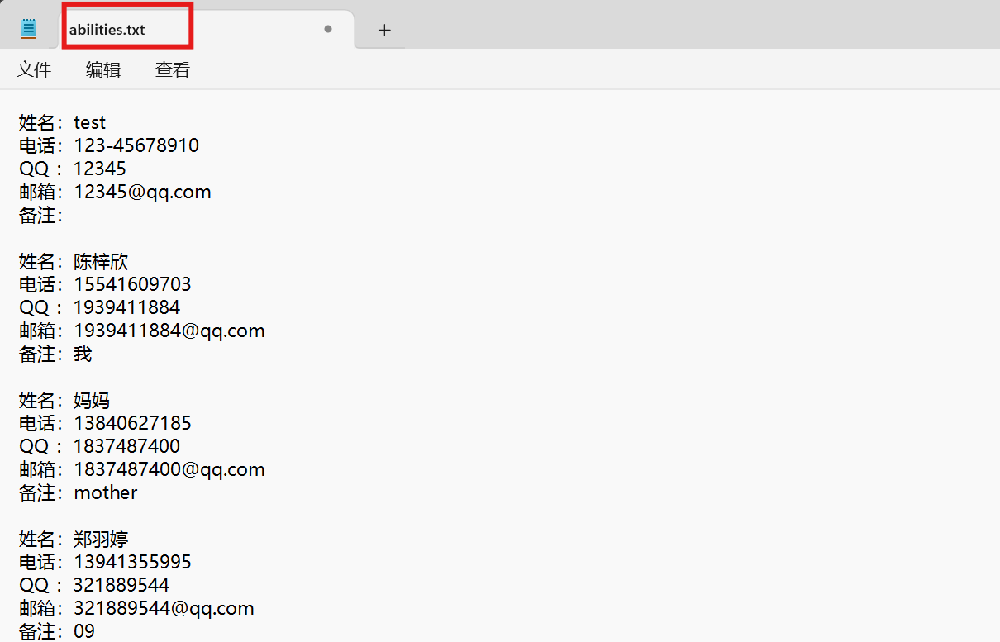 abilities.txt
文件 编辑 查看
姓名：test
电话：123-45678910
QQ ：12345
邮箱：12345@qq.com
备注：
姓名：陈梓欣
电话：15541609703
QQ ：1939411884
邮箱：1939411884@qq.com
备注：我
姓名：妈妈
电话：13840627185
QQ ：1837487400
邮箱：1837487400@qq.com
备注：mother
姓名：郑羽婷
电话：13941355995
QQ ：321889544
邮箱：321889544@qq.com
备注：09